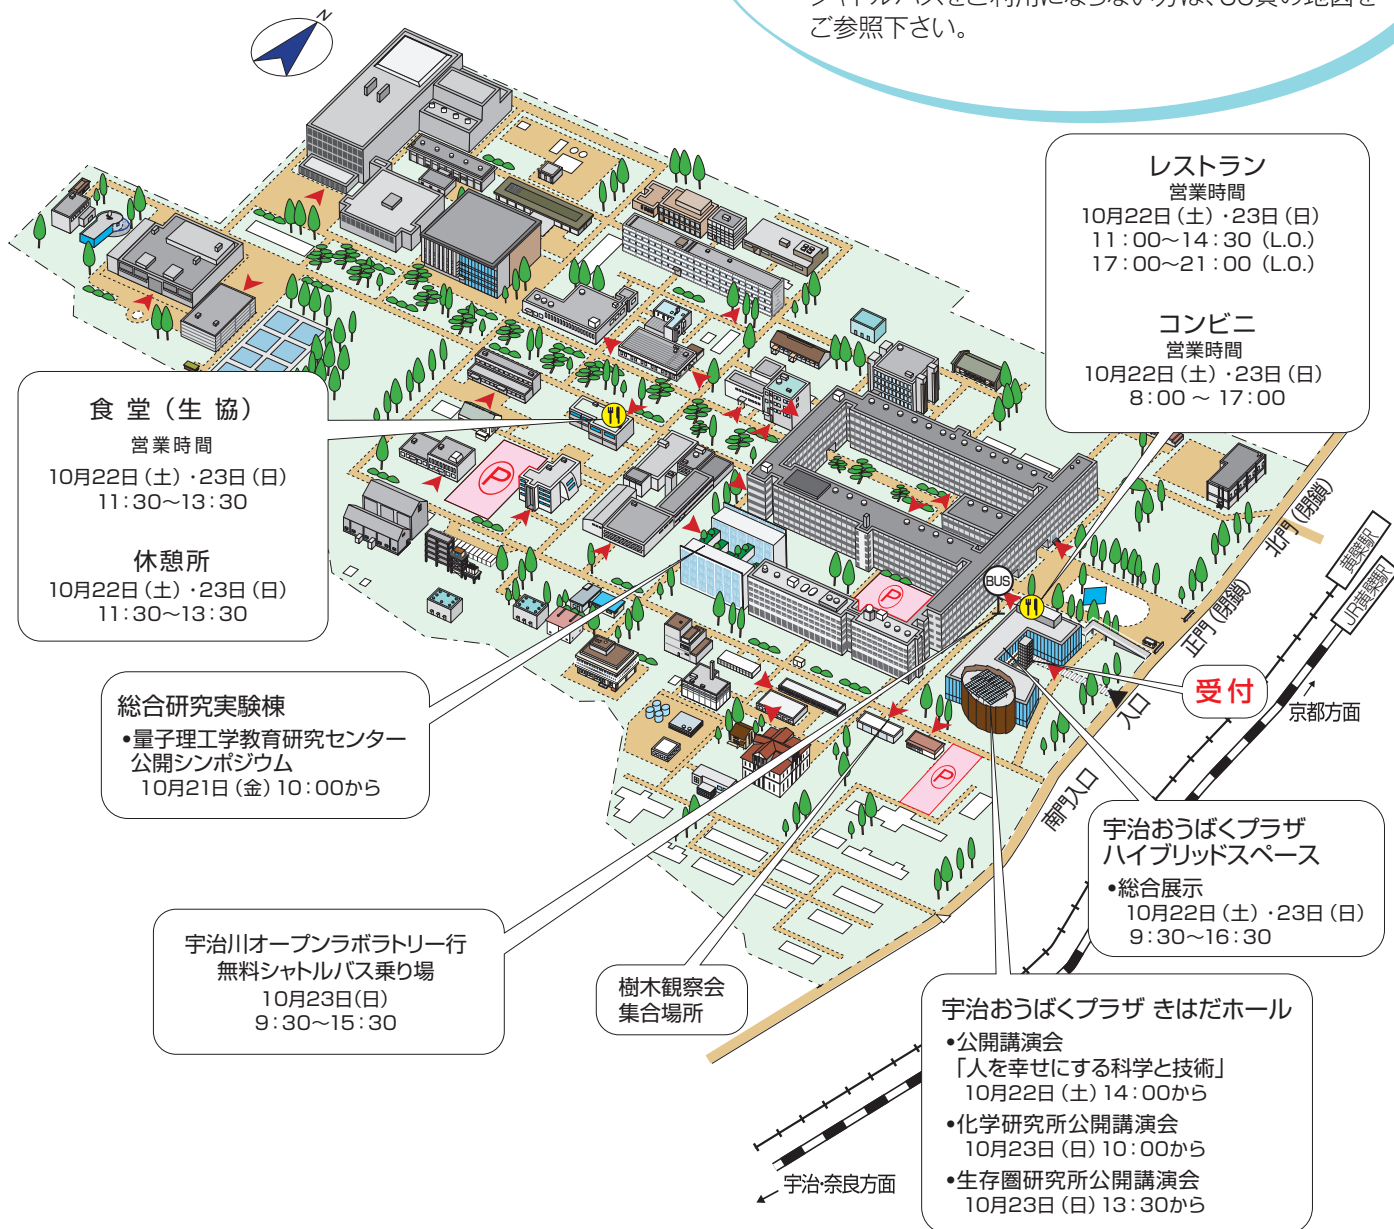 ご参照下さい。
N
レストラン
営業時間
10月22日(土)・23日(日)
11:00〜14:30 (L.O.)
17:00〜21:00 (L.O.)
コンビニ
営業時間
10月22日(土)・23日(日)
8:00 〜 17:00
食 堂(生 協)
営業時間
10月22日(土)・23日(日)
11:30〜13:30
休憩所
10月22日(土)・23日(日)
11:30〜13:30
P
P
P
BUS
北門(閉鎖)
黄檗駅
JR黄檗駅
正門(閉鎖)
受付
入口
京都方面
南門入口
総合研究実験棟
•量子理工学教育研究センター
公開シンポジウム
10月21日(金)10:00から
宇治おうばくプラザ
ハイブリッドスペース
•総合展示
10月22日(土)・23日(日)
9:30〜16:30
宇治川オープンラボラトリー行
無料シャトルバス乗り場
10月23日(日)
9:30〜15:30
樹木観察会
集合場所
宇治おうばくプラザ きはだホール
•公開講演会
「人を幸せにする科学と技術」
10月22日(土)14:00から
•化学研究所公開講演会
10月23日(日)10:00から
•生存圏研究所公開講演会
10月23日(日)13:30から
宇治・奈良方面